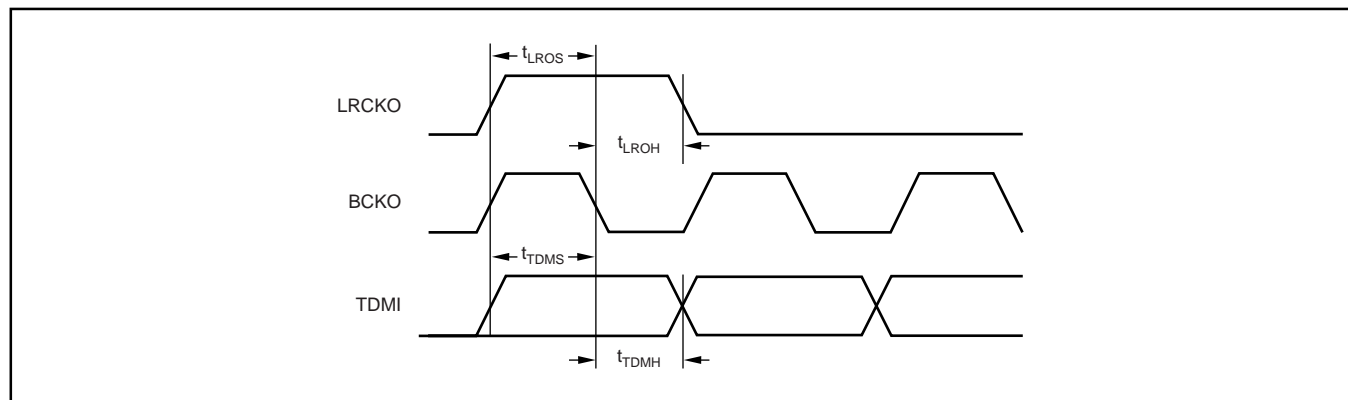 tLROS
LRCKO
tLROH
BCKO
tTDMS
TDMI
tTDMH